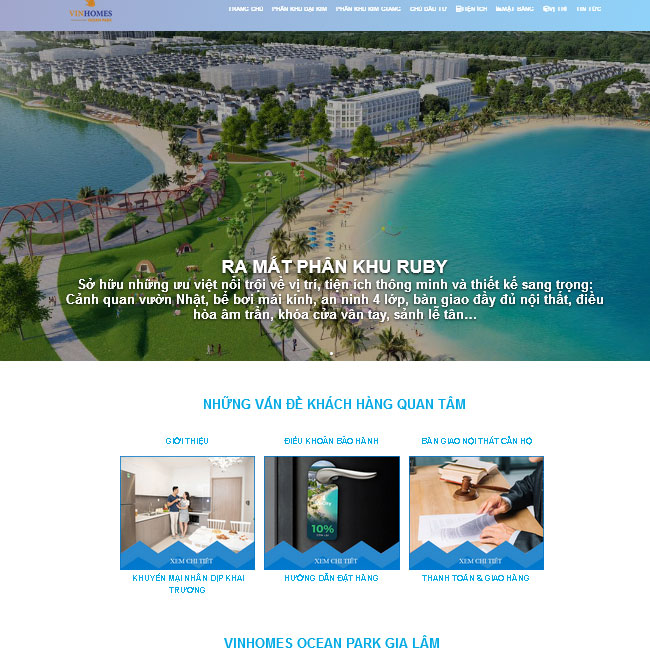 VINHOMES
TRANG CHỦ PHÂN KHU ĐẠI KIM PHÂN KHU KIM GIANG CHỦ ĐẦU TƯ TIỆN ÍCH MẶT BẰNG VỊ TRÍ TIN TỨC
RA MẮT PHÂN KHU RUBY
Sở hữu những ưu việt nổi trội về vị trí, tiện ích thông minh và thiết kế sang trọng:
Cảnh quan vườn Nhật, bể bơi mái kính, an ninh 4 lớp, bàn giao đầy đủ nội thất, điều
hòa âm trần, khóa cửa vân tay, sảnh lễ tân...
NHỮNG VẤN ĐỀ KHÁCH HÀNG QUAN TÂM
GIỚI THIỆU ĐIỀU KHOẢN BẢO HÀNH BÀN GIAO NỘI THẤT CĂN HỘ
10%
XEM CHI TIẾT XEM CHI TIẾT XEM CHI TIẾT
KHUYẾN MẠI NHÂN DỊP KHAI
TRƯƠNG
HƯỚNG DẪN ĐẶT HÀNG THANH TOÁN & GIAO HÀNG
VINHOMES OCEAN PARK GIA LÂM